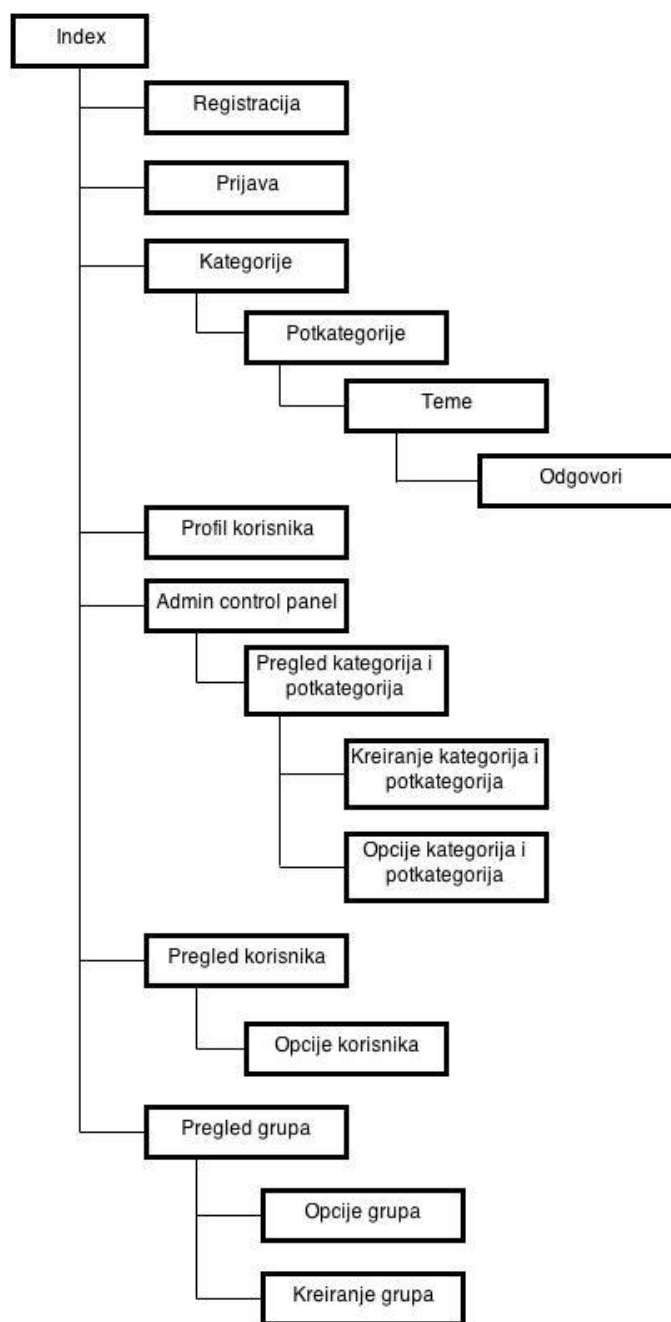 Index
Registracija
Prijava
Kategorije
Potkategorije
Teme
Odgovori
Profil korisnika
Admin control panel
Pregled kategorija i
potkategorija
Kreiranje kategorija i
potkategorija
Opcije kategorija i
potkategorija
Pregled korisnika
Opcije korisnika
Pregled grupa
Opcije grupa
Kreiranje grupa